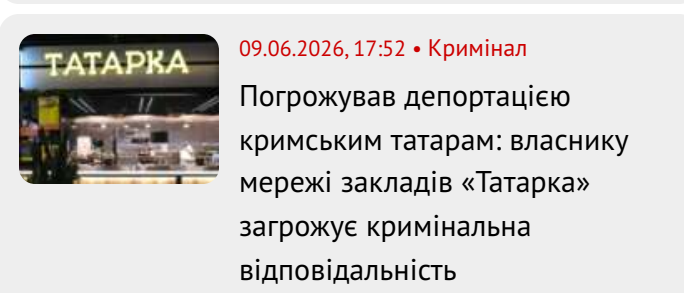 ТАТАРКА
09.06.2026, 17:52 • Кримінал
Погрожував депортацією
кримським татарам: власнику
мережі закладів «Татарка»
загрожує кримінальна
відповідальність